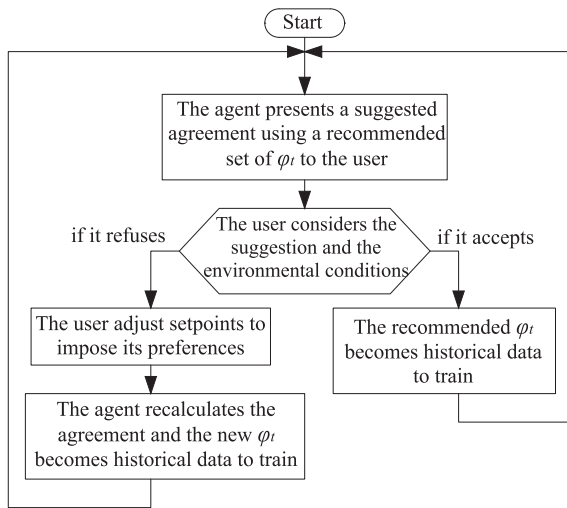 Start
The agent presents a suggested
agreement using a recommended
set of φt to the user
The user considers the
suggestion and the
environmental conditions
if it refuses
if it accepts
The user adjust setpoints to
impose its preferences
The agent recalculates the
agreement and the new φt
becomes historical data to train
The recommended φt
becomes historical data
to train